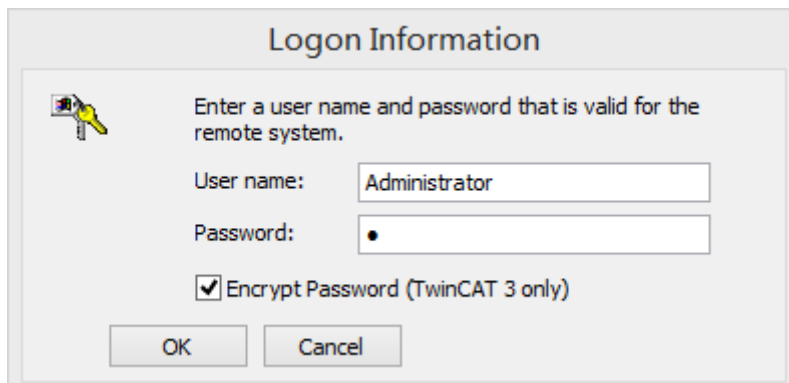 Logon Information
Enter a user name and password that is valid for the
remote system.
User name:
Administrator
Password:
●
Encrypt Password (TwinCAT 3 only)
OK
Cancel